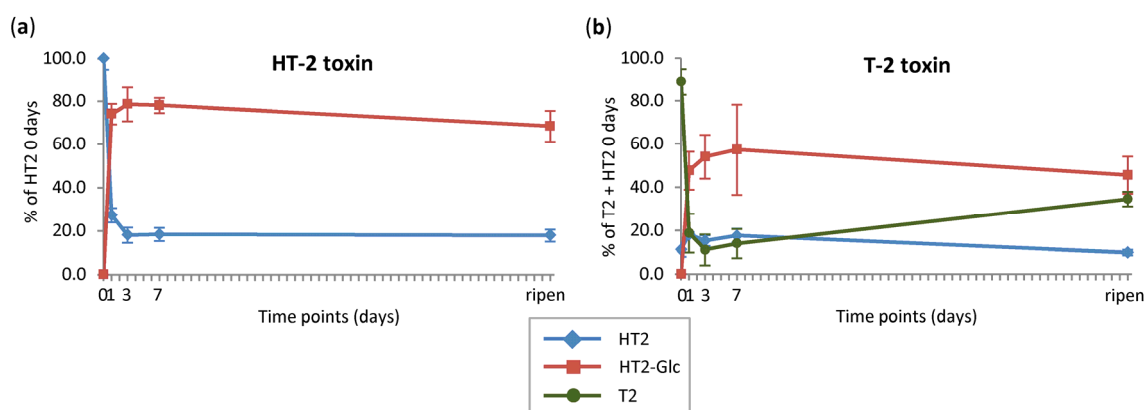 (a)
HT-2 toxin
% of HT2 0 days
100.0
80.0
60.0
40.0
20.0
0.0
0 1 3 7 ripen
Time points (days)
(b)
T-2 toxin
% of T2 + HT2 0 days
100.0
80.0
60.0
40.0
20.0
0.0
0 1 3 7 ripen
Time points (days)
HT2
HT2-Glc
T2